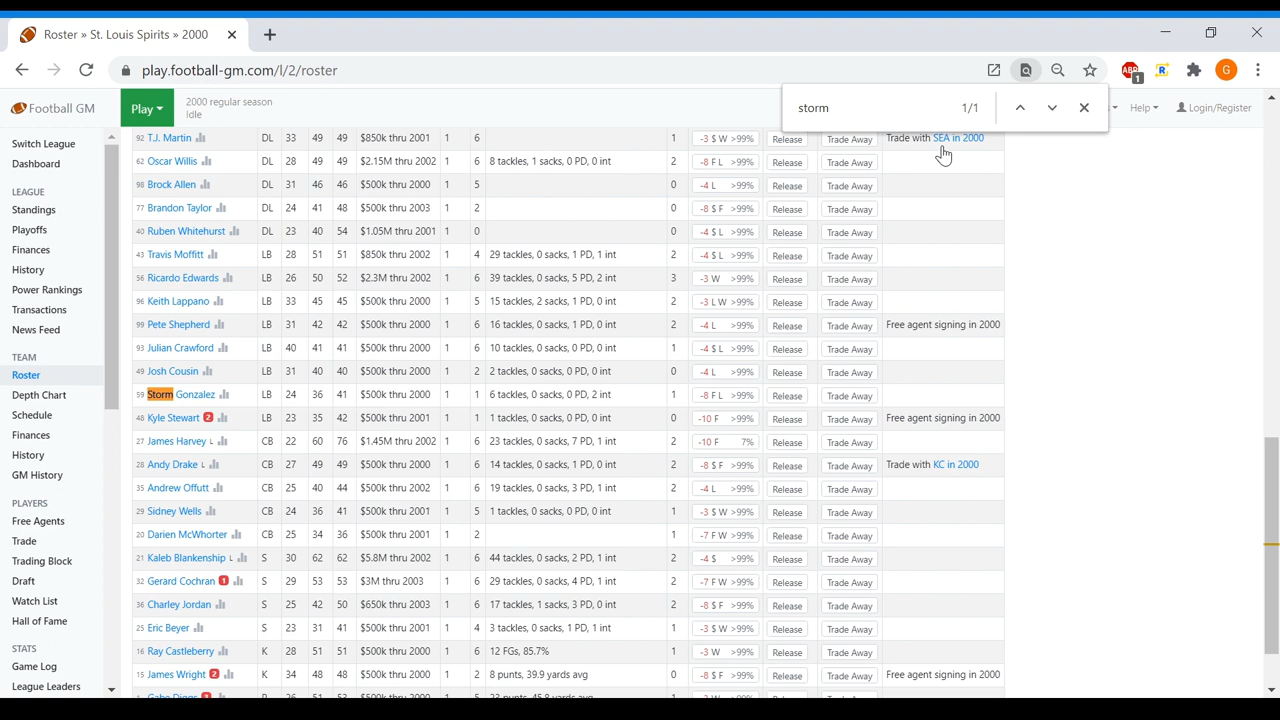 Roster » St. Louis Spirits » 2000
play.football-gm.com/l/2/roster
ABP 1 R G
storm 1/1
Football GM Play 2000 regular season Idle Help Login/Register
Switch League
Dashboard
LEAGUE
Standings
Playoffs
Finances
History
Power Rankings
Transactions
News Feed
TEAM
Roster
Depth Chart
Schedule
Finances
History
GM History
PLAYERS
Free Agents
Trade
Trading Block
Draft
Watch List
Hall of Fame
STATS
Game Log
League Leaders
92 T.J. Martin DL 33 49 49 $850k thru 2001 1 6 1 -3 $ W >99% Release Trade Away Trade with SEA in 2000
62 Oscar Willis DL 28 49 49 $2.15M thru 2002 1 6 8 tackles, 1 sacks, 0 PD, 0 int 2 -8 F L >99% Release Trade Away
98 Brock Allen DL 31 46 46 $500k thru 2000 1 5 0 -4 L >99% Release Trade Away
77 Brandon Taylor DL 24 41 48 $500k thru 2003 1 2 0 -8 $ F >99% Release Trade Away
40 Ruben Whitehurst DL 23 40 54 $1.05M thru 2001 1 0 0 -4 $ L >99% Release Trade Away
43 Travis Moffitt LB 28 51 51 $850k thru 2002 1 4 29 tackles, 0 sacks, 1 PD, 1 int 2 -4 $ L >99% Release Trade Away
56 Ricardo Edwards LB 26 50 52 $2.3M thru 2002 1 6 39 tackles, 0 sacks, 5 PD, 2 int 3 -3 W >99% Release Trade Away
96 Keith Lappano LB 33 45 45 $500k thru 2000 1 5 15 tackles, 2 sacks, 1 PD, 0 int 2 -3 L W >99% Release Trade Away
99 Pete Shepherd LB 31 42 42 $500k thru 2000 1 6 16 tackles, 0 sacks, 1 PD, 0 int 2 -4 L >99% Release Trade Away Free agent signing in 2000
93 Julian Crawford LB 40 41 41 $500k thru 2000 1 6 10 tackles, 0 sacks, 0 PD, 0 int 1 -4 $ L >99% Release Trade Away
49 Josh Cousin LB 31 40 40 $500k thru 2000 1 2 2 tackles, 0 sacks, 0 PD, 0 int 0 -4 L >99% Release Trade Away
59 Storm Gonzalez LB 24 36 41 $500k thru 2000 1 1 6 tackles, 0 sacks, 0 PD, 2 int 1 -8 F L >99% Release Trade Away
48 Kyle Stewart 2 LB 23 35 42 $500k thru 2001 1 1 1 tackles, 0 sacks, 0 PD, 0 int 0 -10 F >99% Release Trade Away Free agent signing in 2000
27 James Harvey L CB 22 60 76 $1.45M thru 2002 1 6 23 tackles, 0 sacks, 7 PD, 1 int 2 -10 F 7% Release Trade Away
28 Andy Drake L CB 27 49 49 $500k thru 2000 1 6 14 tackles, 0 sacks, 1 PD, 0 int 2 -8 $ F >99% Release Trade Away Trade with KC in 2000
35 Andrew Offutt CB 25 40 44 $500k thru 2002 1 6 19 tackles, 0 sacks, 3 PD, 1 int 2 -4 L >99% Release Trade Away
29 Sidney Wells CB 24 36 41 $500k thru 2001 1 5 1 tackles, 0 sacks, 0 PD, 0 int 1 -3 $ W >99% Release Trade Away
20 Darien McWhorter CB 25 34 36 $500k thru 2001 1 2 1 -7 F W >99% Release Trade Away
21 Kaleb Blankenship L S 30 62 62 $5.8M thru 2002 1 6 44 tackles, 0 sacks, 2 PD, 1 int 2 -4 $ >99% Release Trade Away
32 Gerard Cochran 1 S 29 53 53 $3M thru 2003 1 6 29 tackles, 0 sacks, 4 PD, 1 int 2 -7 F W >99% Release Trade Away
36 Charley Jordan S 25 42 50 $650k thru 2003 1 6 17 tackles, 1 sacks, 3 PD, 0 int 2 -8 $ F >99% Release Trade Away
25 Eric Beyer S 23 31 41 $500k thru 2001 1 4 3 tackles, 0 sacks, 1 PD, 1 int 1 -3 $ W >99% Release Trade Away
16 Ray Castleberry K 28 51 51 $500k thru 2000 1 6 12 FGs, 85.7% 1 -3 W >99% Release Trade Away
15 James Wright 2 K 34 48 48 $500k thru 2000 1 2 8 punts, 39.9 yards avg 0 -8 $ F >99% Release Trade Away Free agent signing in 2000